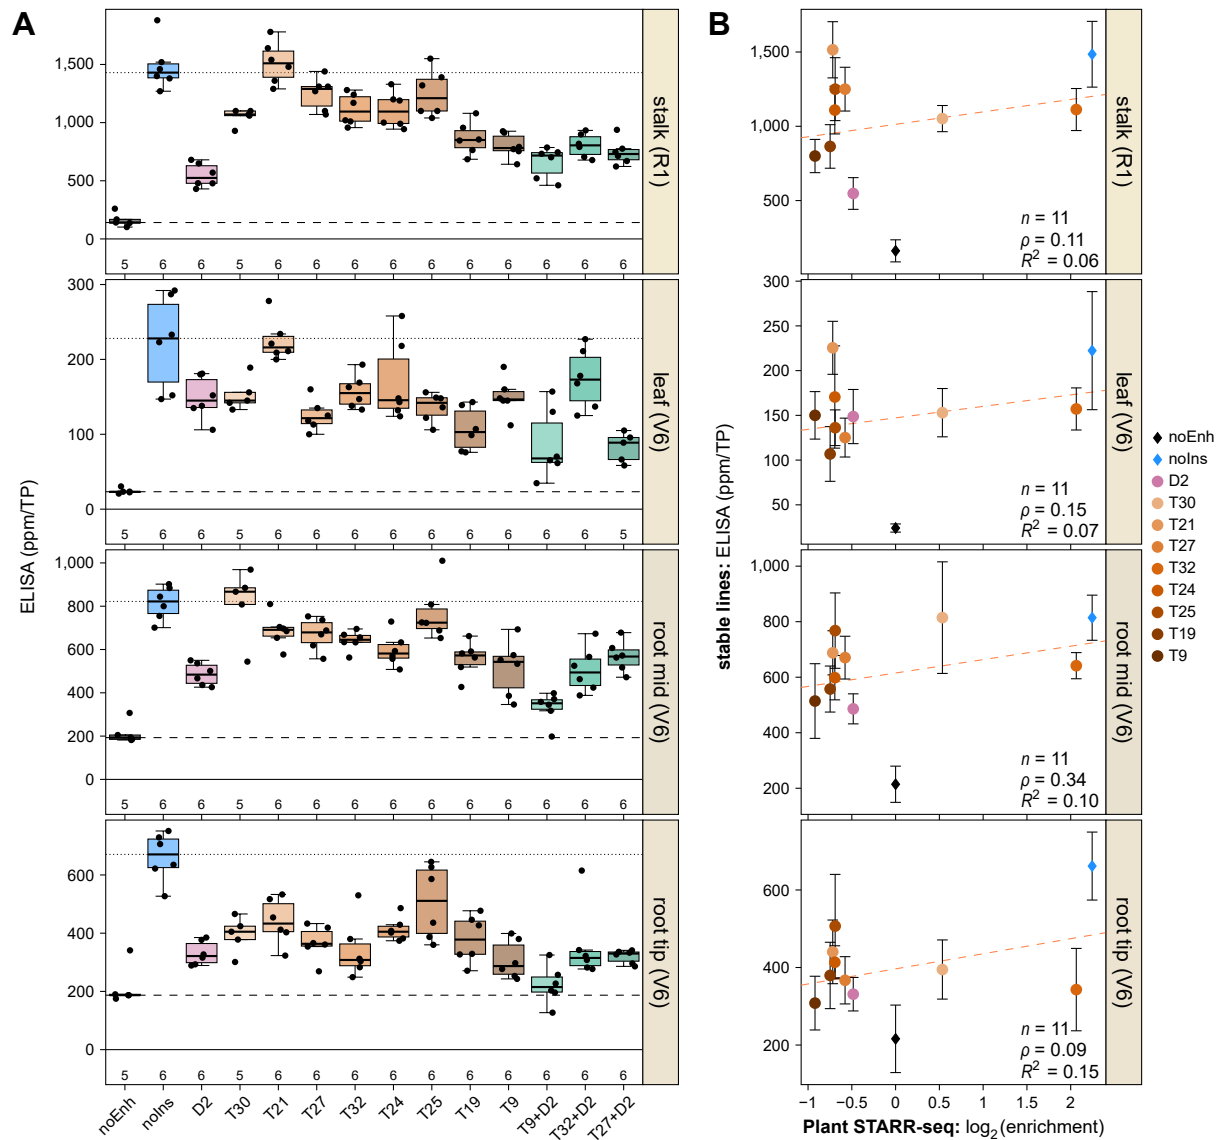 A
B
ELISA (ppm/TP)
1,500
1,000
500
0
5 6 6 5 6 6 6 6 6 6 6 6 6 6
stalk (R1)
300
200
100
0
5 6 6 5 6 6 6 6 6 6 6 6 6 5
leaf (V6)
1,000
800
600
400
200
0
5 6 6 5 6 6 6 6 6 6 6 6 6 6
root mid (V6)
600
400
200
0
5 6 6 5 6 6 6 6 6 6 6 6 6 6
root tip (V6)
noEnh noIns D2 T30 T21 T27 T32 T24 T25 T19 T9 T9+D2 T32+D2 T27+D2
stable lines: ELISA (ppm/TP)
1,500
1,000
500
n = 11
ρ = 0.11
R² = 0.06
stalk (R1)
300
250
200
150
100
50
n = 11
ρ = 0.15
R² = 0.07
leaf (V6)
1,000
800
600
400
200
n = 11
ρ = 0.34
R² = 0.10
root mid (V6)
600
400
200
n = 11
ρ = 0.09
R² = 0.15
root tip (V6)
−1 −0.5 0 0.5 1 1.5 2
Plant STARR-seq: log₂(enrichment)
noEnh
noIns
D2
T30
T21
T27
T32
T24
T25
T19
T9